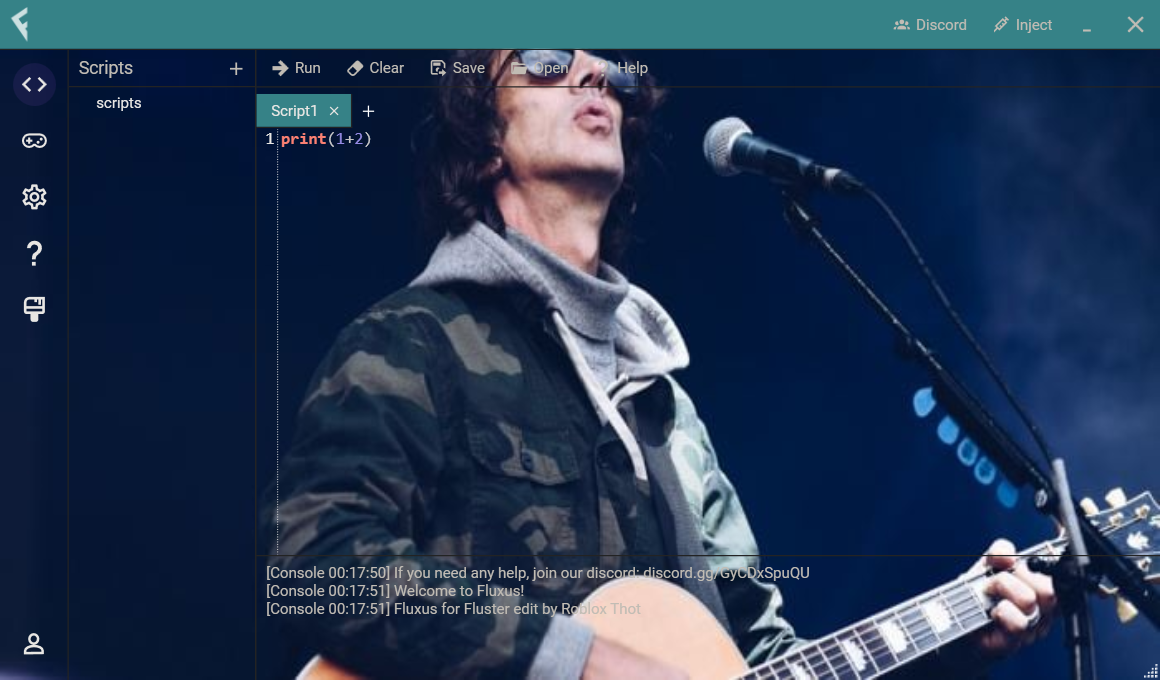 Discord Inject
Scripts + Run Clear Save Open Help
scripts
Script1 × +
1 print(1+2)
[Console 00:17:50] If you need any help, join our discord: discord.gg/GyCDxSpuQU
[Console 00:17:51] Welcome to Fluxus!
[Console 00:17:51] Fluxus for Fluster edit by Roblox Thot